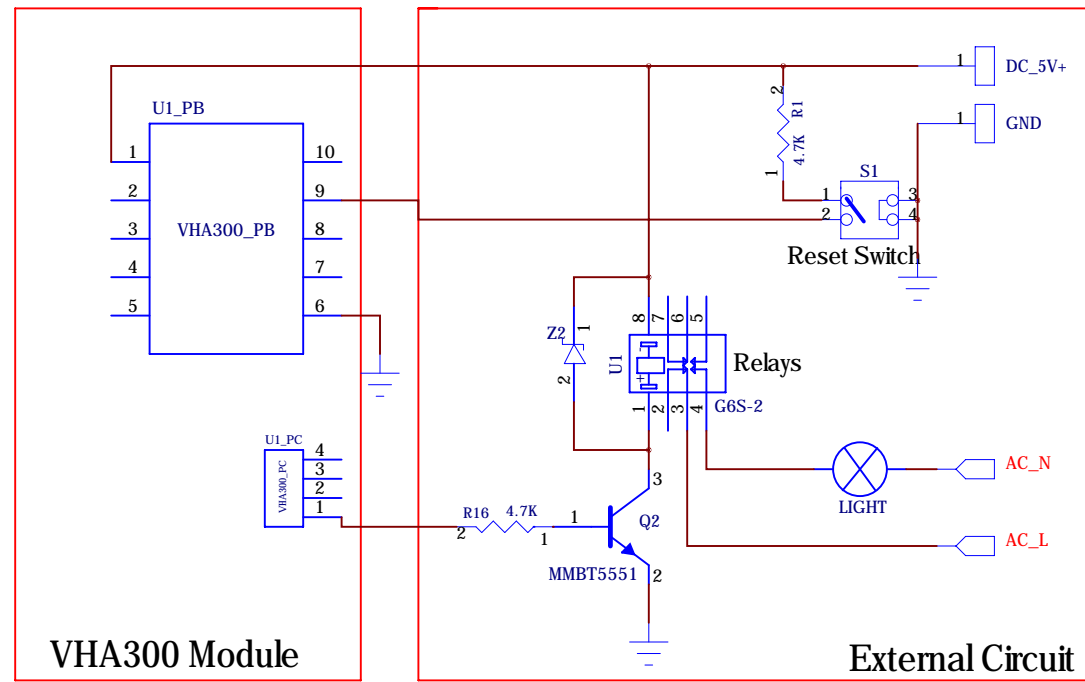 U1_PB
1
2
3
4
5
VHA300_PB
10
9
8
7
6
U1_PC
VHA300_PC
4
3
2
1
VHA300 Module
1
DC_5V+
1
GND
2
R1
4.7K
1
S1
1
2
3
4
Reset Switch
Z2
1
2
8
7
6
5
U1
-
+
Relays
1
2
3
4
G6S-2
AC_N
LIGHT
AC_L
R16
4.7K
2
1
1
3
Q2
2
MMBT5551
External Circuit